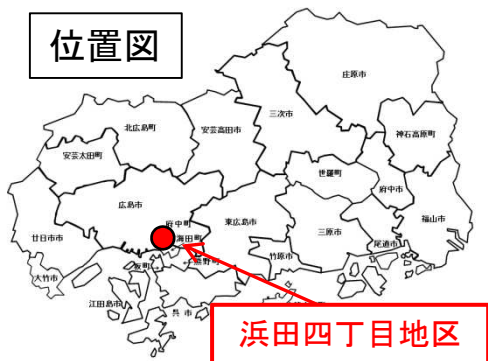 位置図
庄原市
三次市
北広島町
安芸高田市
神石高原町
安芸太田町
世羅町
府中市
広島市
府中町
東広島市
福山市
三原市
海田町
廿日市市
尾道市
竹原市
坂町
熊野町
大竹市
江田島市
呉市
浜田四丁目地区